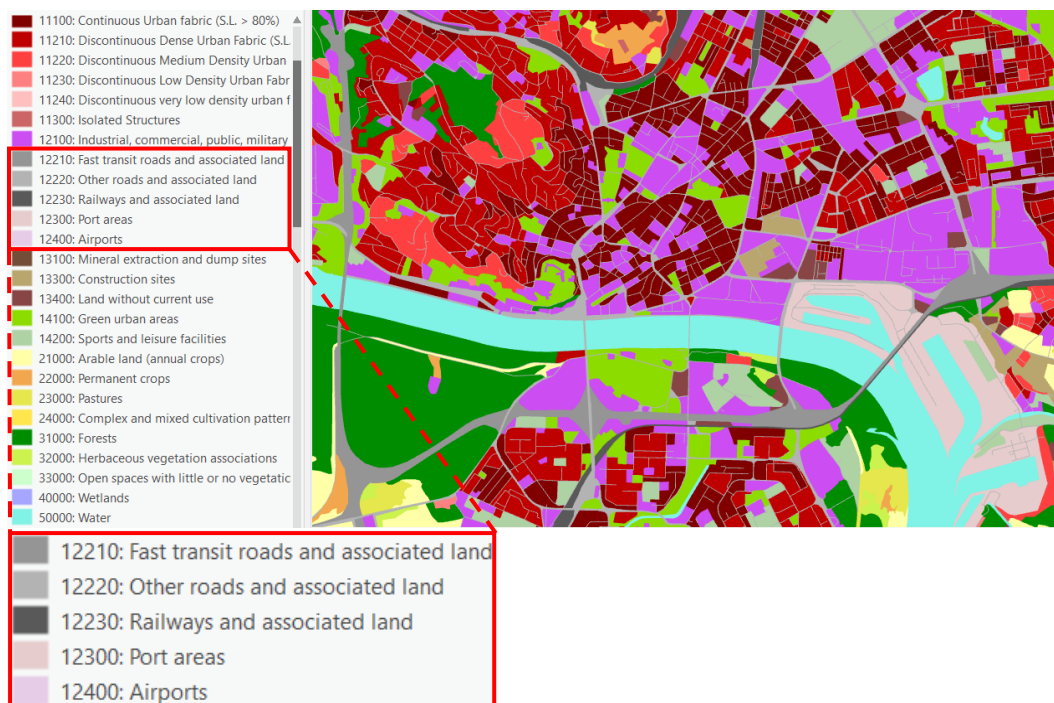 11100: Continuous Urban fabric (S.L. > 80%)
11210: Discontinuous Dense Urban Fabric (S.L.
11220: Discontinuous Medium Density Urban
11230: Discontinuous Low Density Urban Fabr
11240: Discontinuous very low density urban f
11300: Isolated Structures
12100: Industrial, commercial, public, military
12210: Fast transit roads and associated land
12220: Other roads and associated land
12230: Railways and associated land
12300: Port areas
12400: Airports
13100: Mineral extraction and dump sites
13300: Construction sites
13400: Land without current use
14100: Green urban areas
14200: Sports and leisure facilities
21000: Arable land (annual crops)
22000: Permanent crops
23000: Pastures
24000: Complex and mixed cultivation patterr
31000: Forests
32000: Herbaceous vegetation associations
33000: Open spaces with little or no vegetatic
40000: Wetlands
50000: Water
12210: Fast transit roads and associated land
12220: Other roads and associated land
12230: Railways and associated land
12300: Port areas
12400: Airports